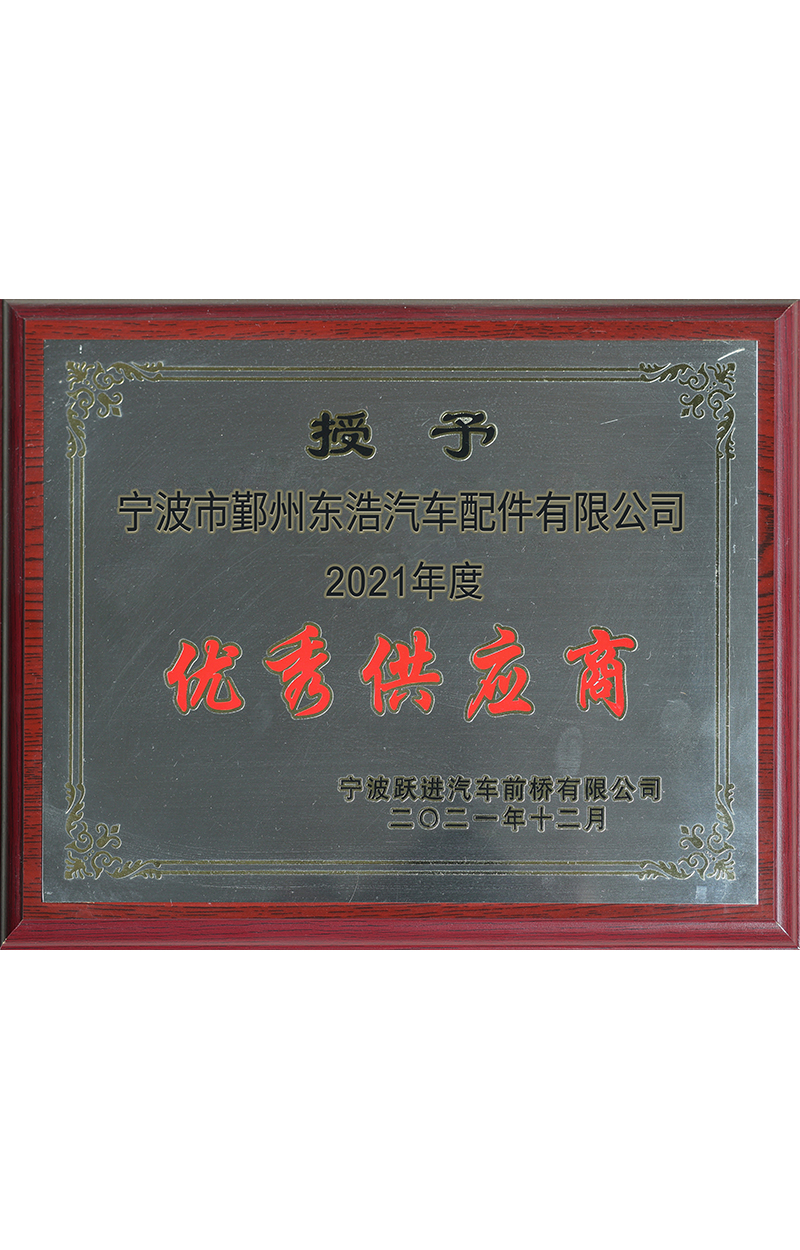 授予
宁波市鄞州东浩汽车配件有限公司
2021年度
优秀供应商
宁波跃进汽车前桥有限公司
二〇二一年十二月